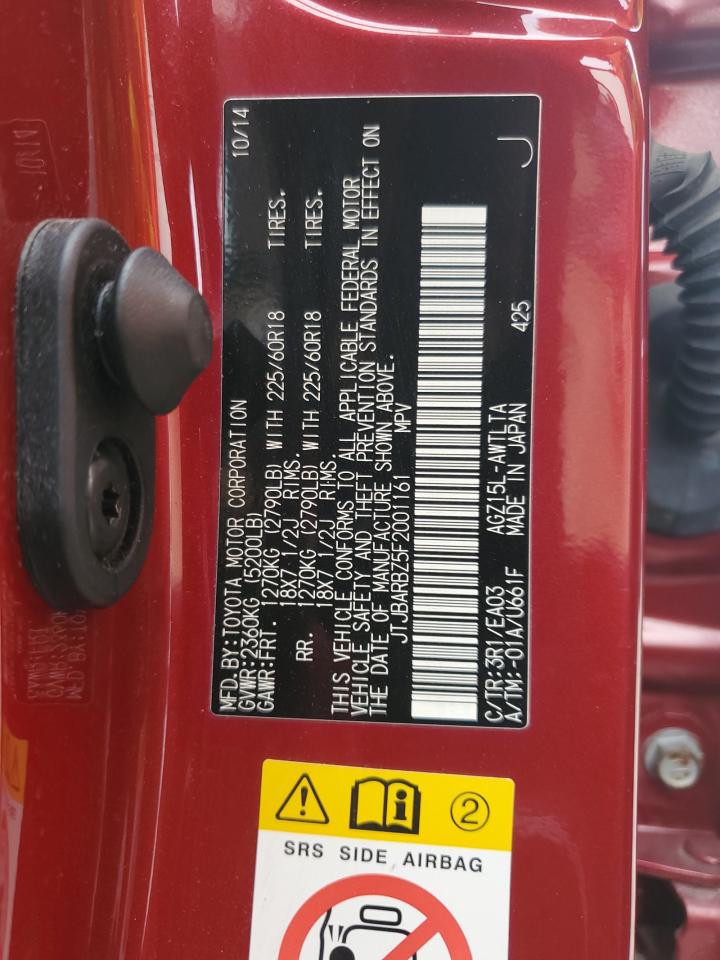 MFD.BY:TOYOTA MOTOR CORPORATION 10/14
GVWR:2360KG (5200LB)
GAWR:FRT. 1270KG (2790LB) WITH 225/60R18 TIRES.
18X7 1/2J RIMS.
RR. 1270KG (2790LB) WITH 225/60R18 TIRES.
18X7 1/2J RIMS.
THIS VEHICLE CONFORMS TO ALL APPLICABLE FEDERAL MOTOR
VEHICLE SAFETY AND THEFT PREVENTION STANDARDS IN EFFECT ON
THE DATE OF MANUFACTURE SHOWN ABOVE.
JTJBARBZ5F2001161 MPV
C/TR:3R1/EA03 AGZ15L-AWTLTA
A/TM:-01A/U661F MADE IN JAPAN 425 J
2
SRS SIDE AIRBAG